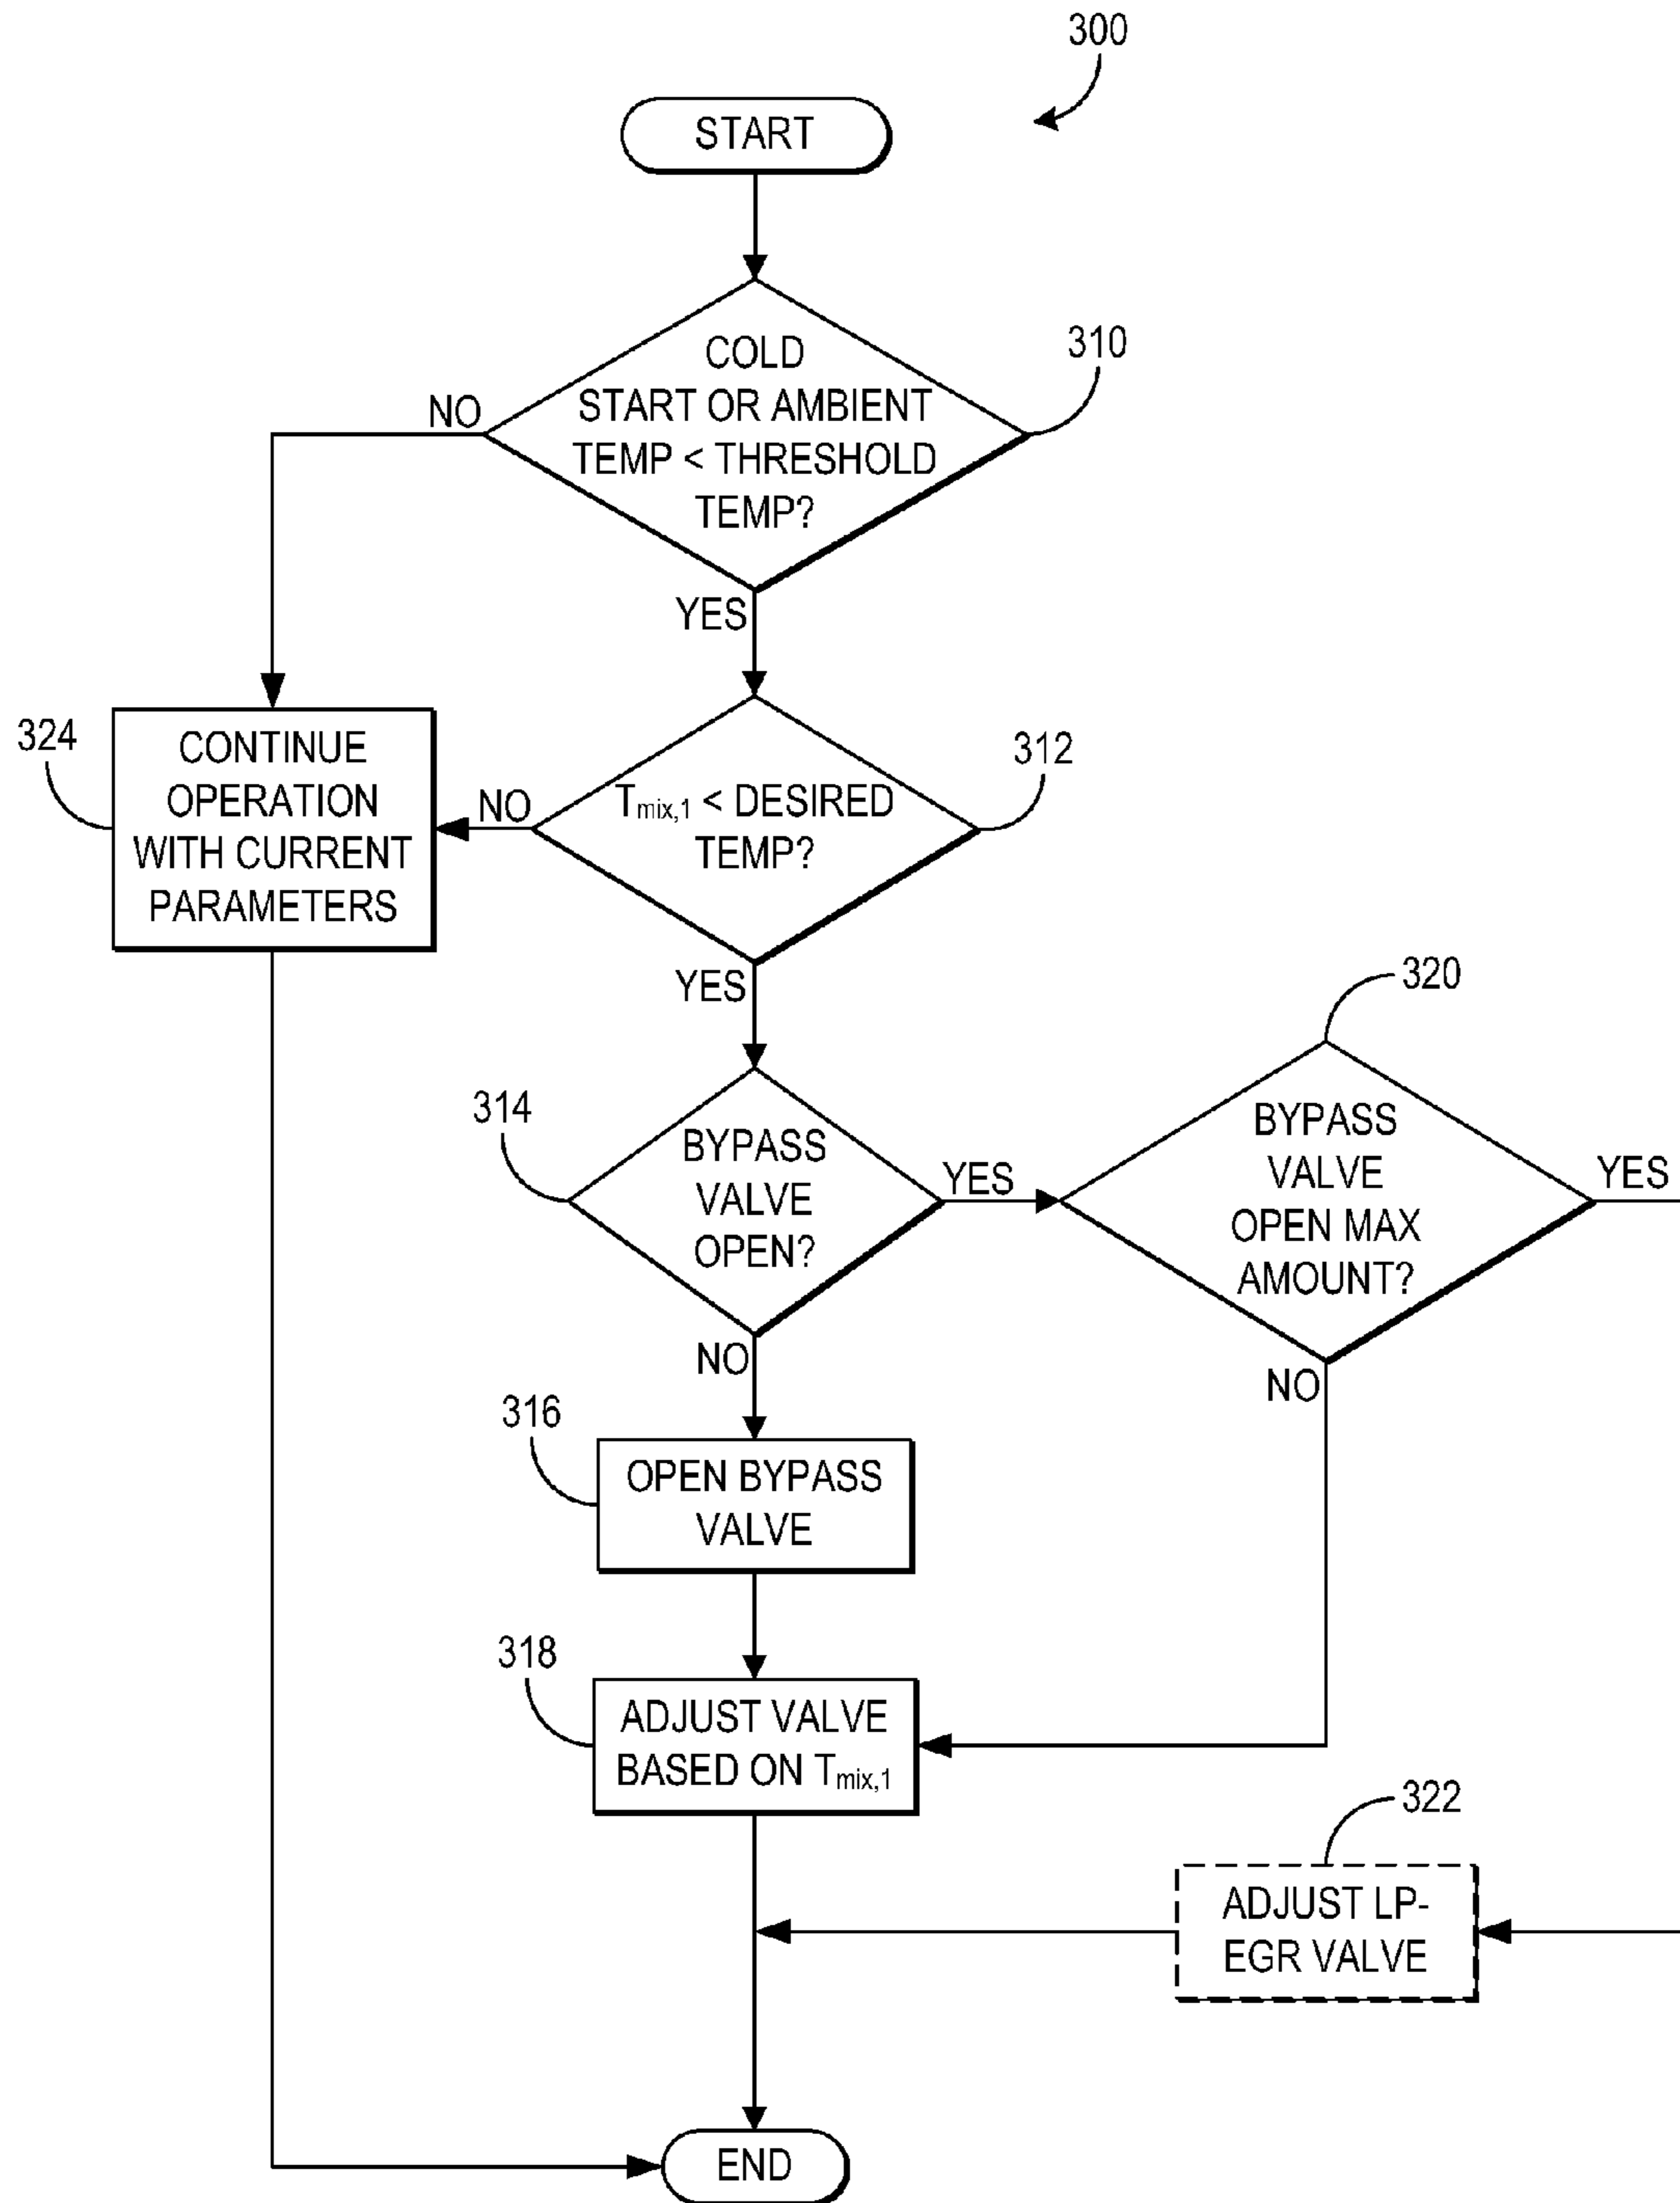 300
START
COLD
START OR AMBIENT
TEMP < THRESHOLD
TEMP?
310
NO
YES
324
CONTINUE
OPERATION
WITH CURRENT
PARAMETERS
NO
Tmix,1 < DESIRED
TEMP?
312
YES
314
BYPASS
VALVE
OPEN?
YES
NO
320
BYPASS
VALVE
OPEN MAX
AMOUNT?
YES
NO
316
OPEN BYPASS
VALVE
318
ADJUST VALVE
BASED ON Tmix,1
322
ADJUST LP-
EGR VALVE
END